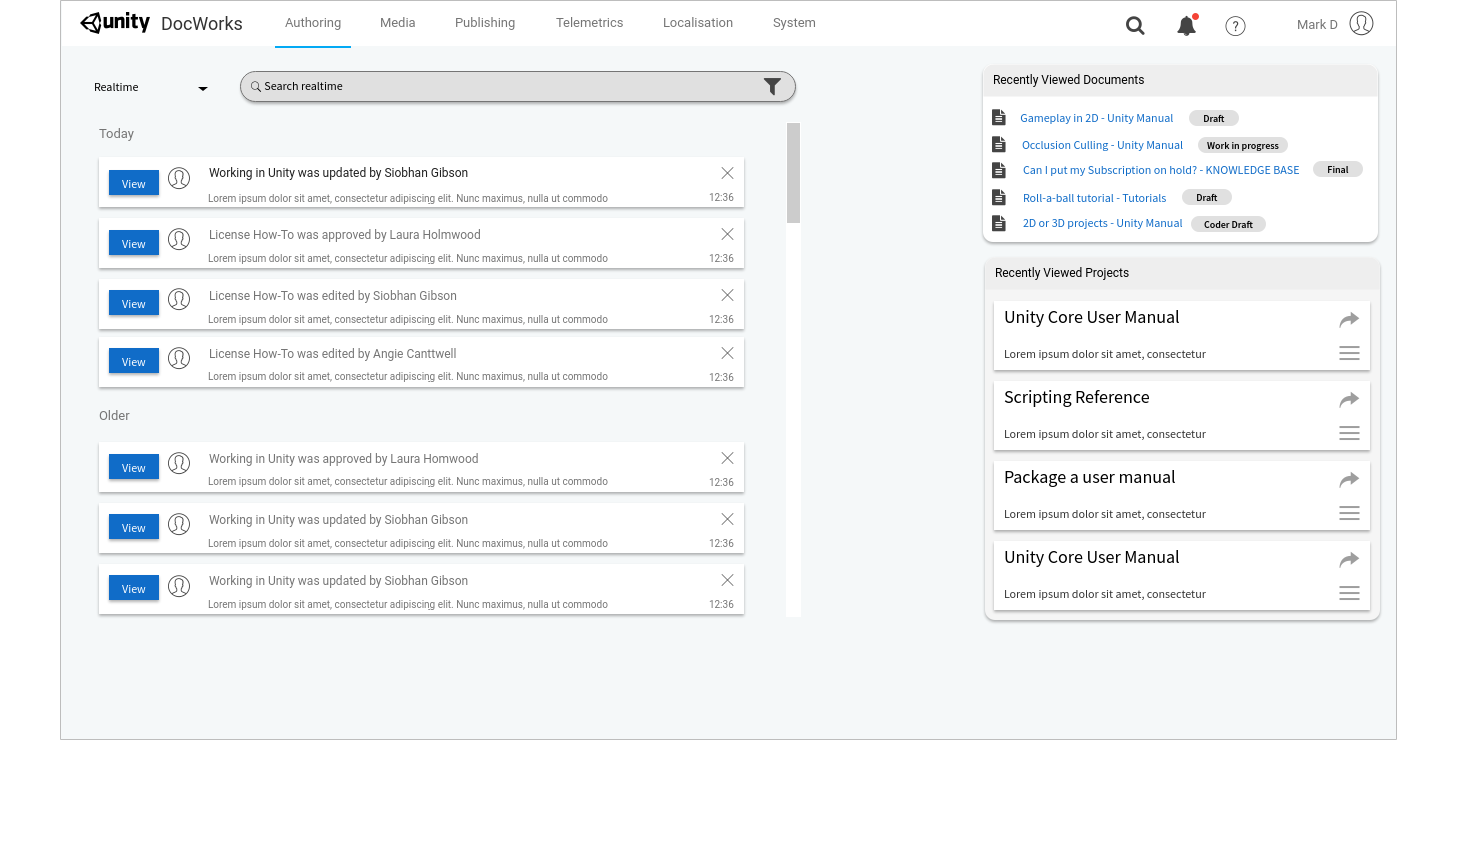 unity DocWorks Authoring Media Publishing Telemetrics Localisation System ? Mark D
Realtime
Search realtime
Today
View
Working in Unity was updated by Siobhan Gibson
Lorem ipsum dolor sit amet, consectetur adipiscing elit. Nunc maximus, nulla ut commodo
12:36
View
License How-To was approved by Laura Holmwood
Lorem ipsum dolor sit amet, consectetur adipiscing elit. Nunc maximus, nulla ut commodo
12:36
View
License How-To was edited by Siobhan Gibson
Lorem ipsum dolor sit amet, consectetur adipiscing elit. Nunc maximus, nulla ut commodo
12:36
View
License How-To was edited by Angie Canttwell
Lorem ipsum dolor sit amet, consectetur adipiscing elit. Nunc maximus, nulla ut commodo
12:36
Older
View
Working in Unity was approved by Laura Homwood
Lorem ipsum dolor sit amet, consectetur adipiscing elit. Nunc maximus, nulla ut commodo
12:36
View
Working in Unity was updated by Siobhan Gibson
Lorem ipsum dolor sit amet, consectetur adipiscing elit. Nunc maximus, nulla ut commodo
12:36
View
Working in Unity was updated by Siobhan Gibson
Lorem ipsum dolor sit amet, consectetur adipiscing elit. Nunc maximus, nulla ut commodo
12:36
Recently Viewed Documents
Gameplay in 2D - Unity Manual Draft
Occlusion Culling - Unity Manual Work in progress
Can I put my Subscription on hold? - KNOWLEDGE BASE Final
Roll-a-ball tutorial - Tutorials Draft
2D or 3D projects - Unity Manual Coder Draft
Recently Viewed Projects
Unity Core User Manual
Lorem ipsum dolor sit amet, consectetur
Scripting Reference
Lorem ipsum dolor sit amet, consectetur
Package a user manual
Lorem ipsum dolor sit amet, consectetur
Unity Core User Manual
Lorem ipsum dolor sit amet, consectetur